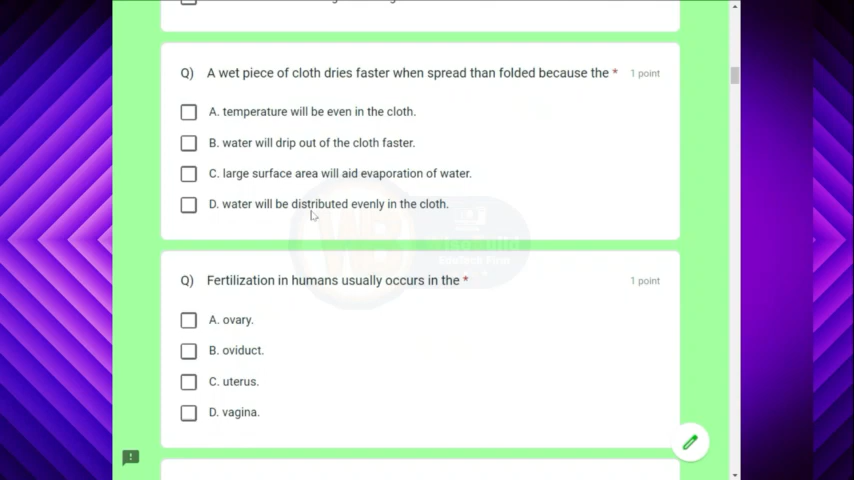 Q) A wet piece of cloth dries faster when spread than folded because the * 1 point
A. temperature will be even in the cloth.
B. water will drip out of the cloth faster.
C. large surface area will aid evaporation of water.
D. water will be distributed evenly in the cloth.
Q) Fertilization in humans usually occurs in the * 1 point
A. ovary.
B. oviduct.
C. uterus.
D. vagina.